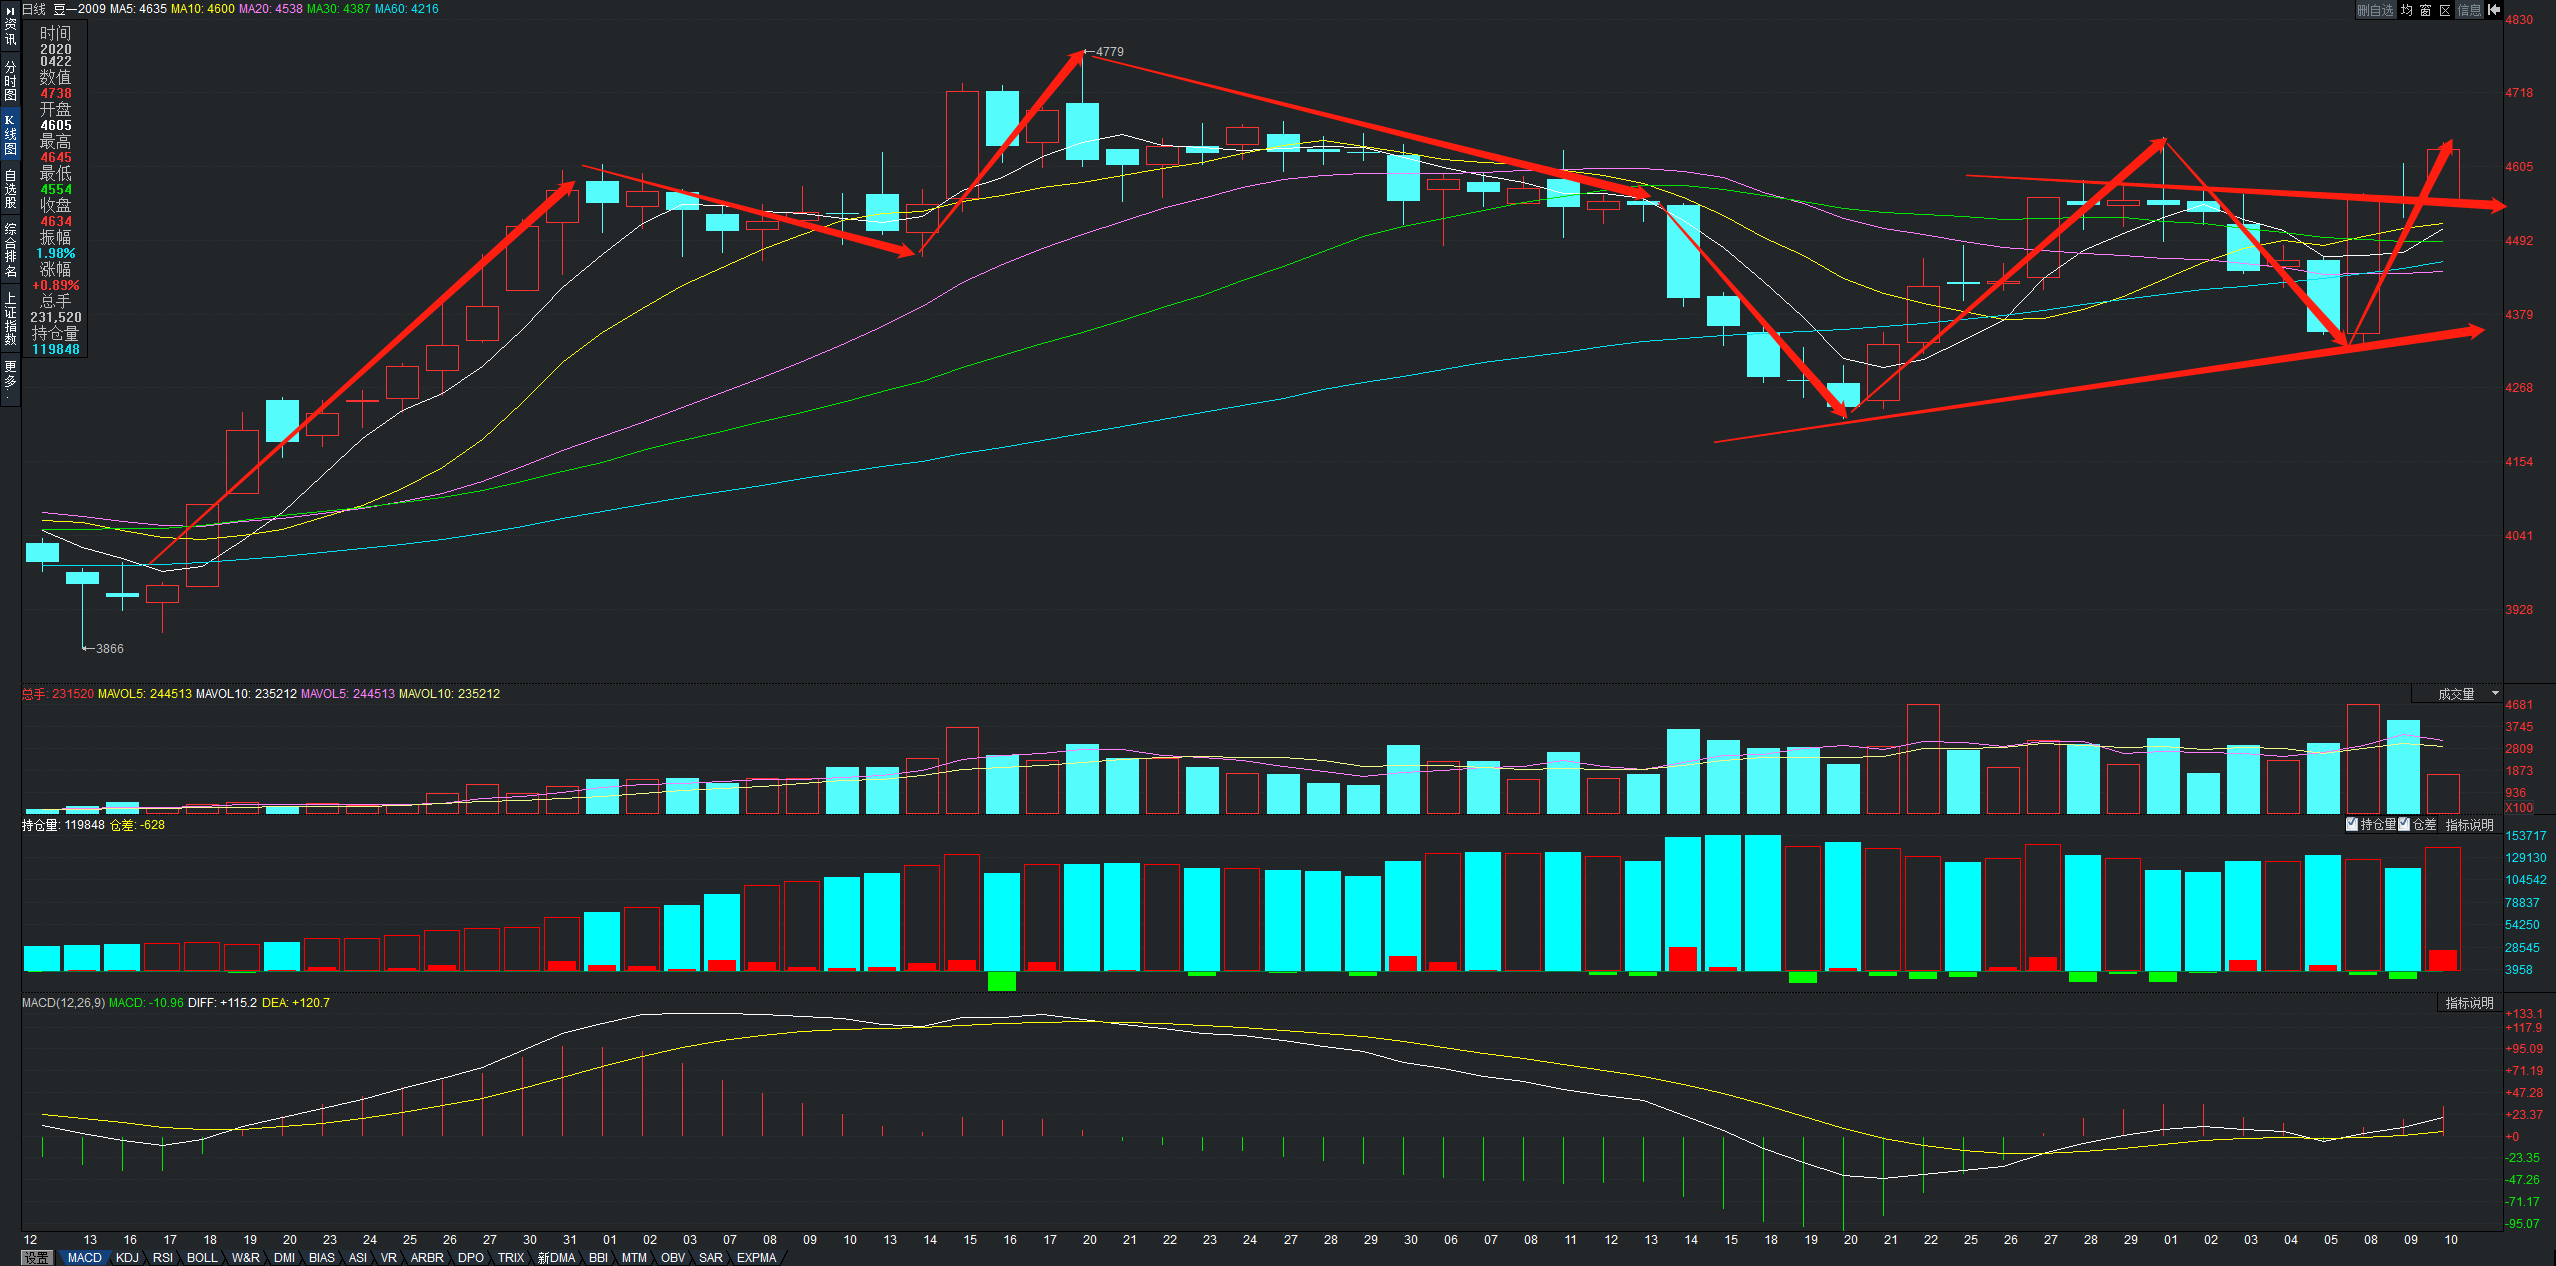 日线 豆一2009 MA5: 4635 MA10: 4600 MA20: 4538 MA30: 4387 MA60: 4216
删自选 均 窗 区 信息
资讯
分时图
K线图
自选股
综合排名
上证指数
更多
时间
2020
0422
数值
4738
开盘
4605
最高
4645
最低
4554
收盘
4634
振幅
1.98%
涨幅
+0.89%
总手
231,520
持仓量
119848
←4779
←3866
4830
4718
4605
4492
4379
4268
4154
4041
3928
总手: 231520 MAVOL5: 244513 MAVOL10: 235212 MAVOL5: 244513 MAVOL10: 235212
成交量
4681
3745
2809
1873
936
X100
持仓量: 119848 仓差: -628
持仓量 仓差 指标说明
153717
129130
104542
78837
54250
28545
3958
MACD(12,26,9) MACD: -10.96 DIFF: +115.2 DEA: +120.7
指标说明
+133.1
+117.9
+95.09
+71.19
+47.28
+23.37
+0
-23.35
-47.26
-71.17
-95.07
12 13 16 17 18 19 20 23 24 25 26 27 30 31 01 02 03 07 08 09 10 13 14 15 16 17 20 21 22 23 24 27 28 29 30 06 07 08 11 12 13 14 15 18 19 20 21 22 25 26 27 28 29 01 02 03 04 05 08 09 10
设置 MACD KDJ RSI BOLL W&R DMI BIAS ASI VR ARBR DPO TRIX 新DMA BBI MTM OBV SAR EXPMA